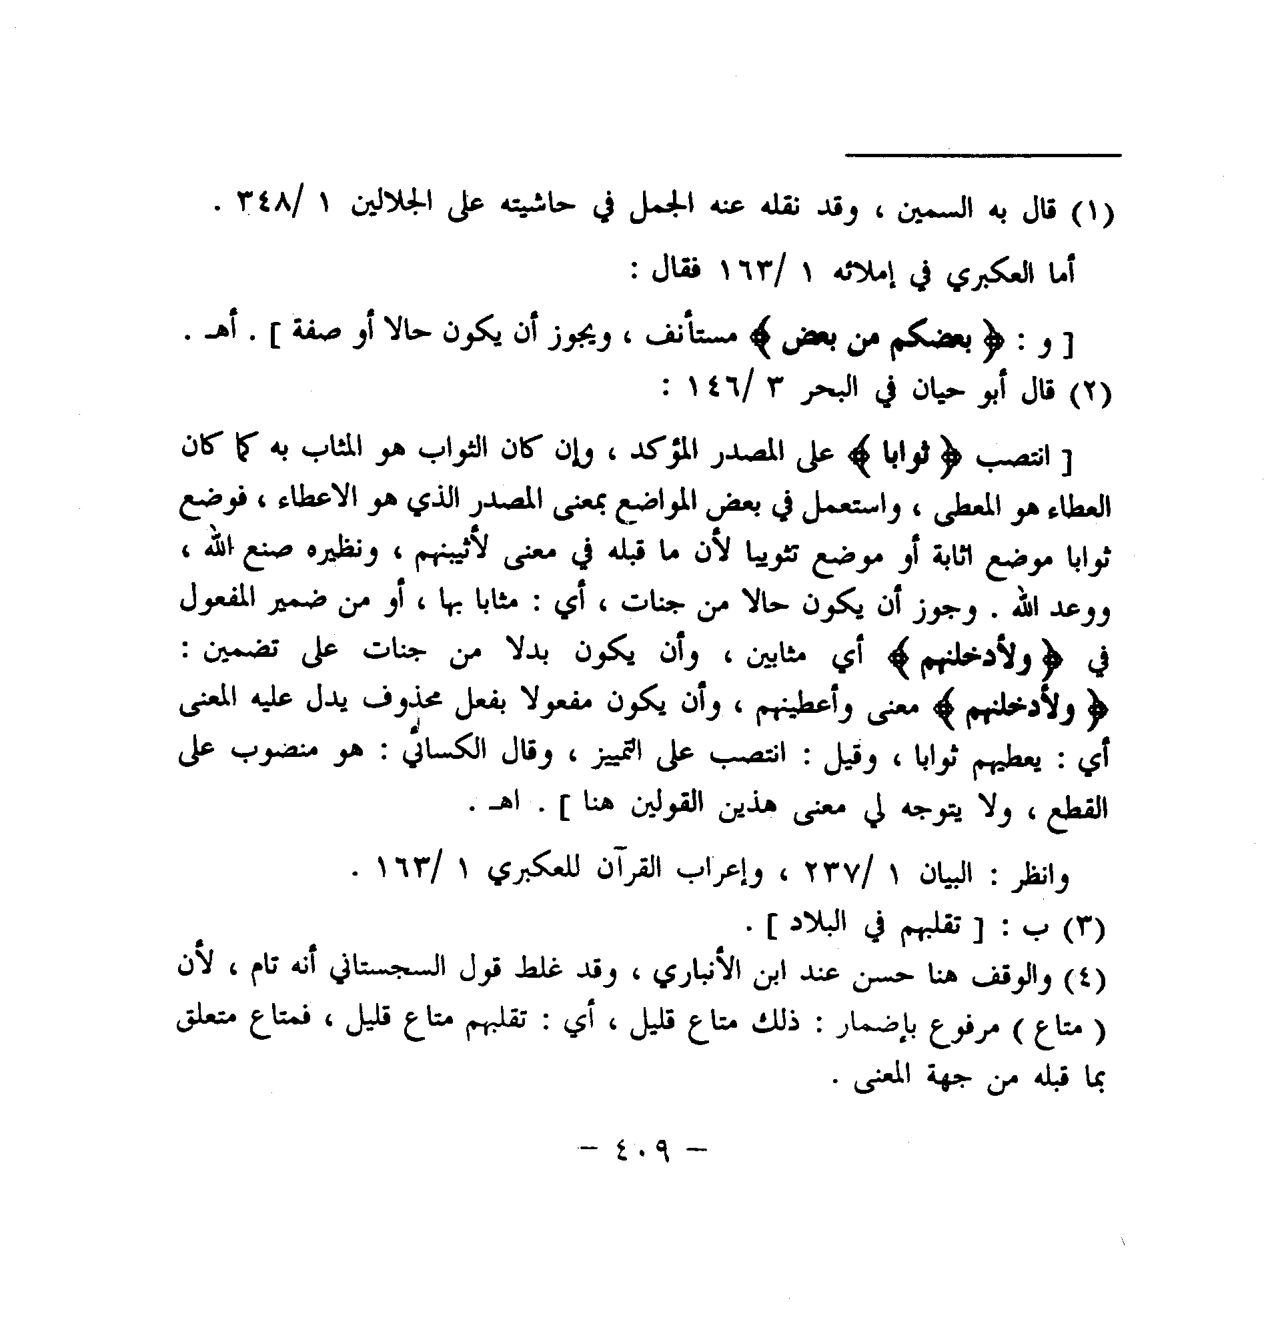 (١) قال به السمين ، وقد نقله عنه الجمل في حاشيته على الجلالين ١ /٣٤٨ .
أما العكبري في إملائه ١ /١٦٣ فقال :
[ و : ﴿ بعضكم من بعض ﴾ مستأنف ، ويجوز أن يكون حالا أو صفة ] . أهـ .
(٢) قال أبو حيان في البحر ٣ /١٤٦ :
[ انتصب ﴿ ثوابا ﴾ على المصدر المؤكد ، وإن كان الثواب هو المثاب به كما كان
العطاء هو المعطى ، واستعمل في بعض المواضع بمعنى المصدر الذي هو الاعطاء ، فوضع
ثوابا موضع اثابة أو موضع تثويبا لأن ما قبله في معنى لأثيبنهم ، ونظيره صنع الله ،
ووعد الله . وجوز أن يكون حالا من جنات ، أي : مثابا بها ، أو من ضمير المفعول
في ﴿ ولأدخلنهم ﴾ أي مثابين ، وأن يكون بدلا من جنات على تضمين :
﴿ ولأدخلنهم ﴾ معنى وأعطينهم ، وأن يكون مفعولا بفعل محذوف يدل عليه المعنى
أي : يعطيهم ثوابا ، وقيل : انتصب على التمييز ، وقال الكسائي : هو منصوب على
القطع ، ولا يتوجه لي معنى هذين القولين هنا ] . اهـ .
وانظر : البيان ١ /٢٣٧ ، وإعراب القرآن للعكبري ١ /١٦٣ .
(٣) ب : [ تقلبهم في البلاد ] .
(٤) والوقف هنا حسن عند ابن الأنباري ، وقد غلط قول السجستاني أنه تام ، لأن
( متاع ) مرفوع بإضمار : ذلك متاع قليل ، أي : تقلبهم متاع قليل ، فمتاع متعلق
بما قبله من جهة المعنى .
– ٤٠٩ –